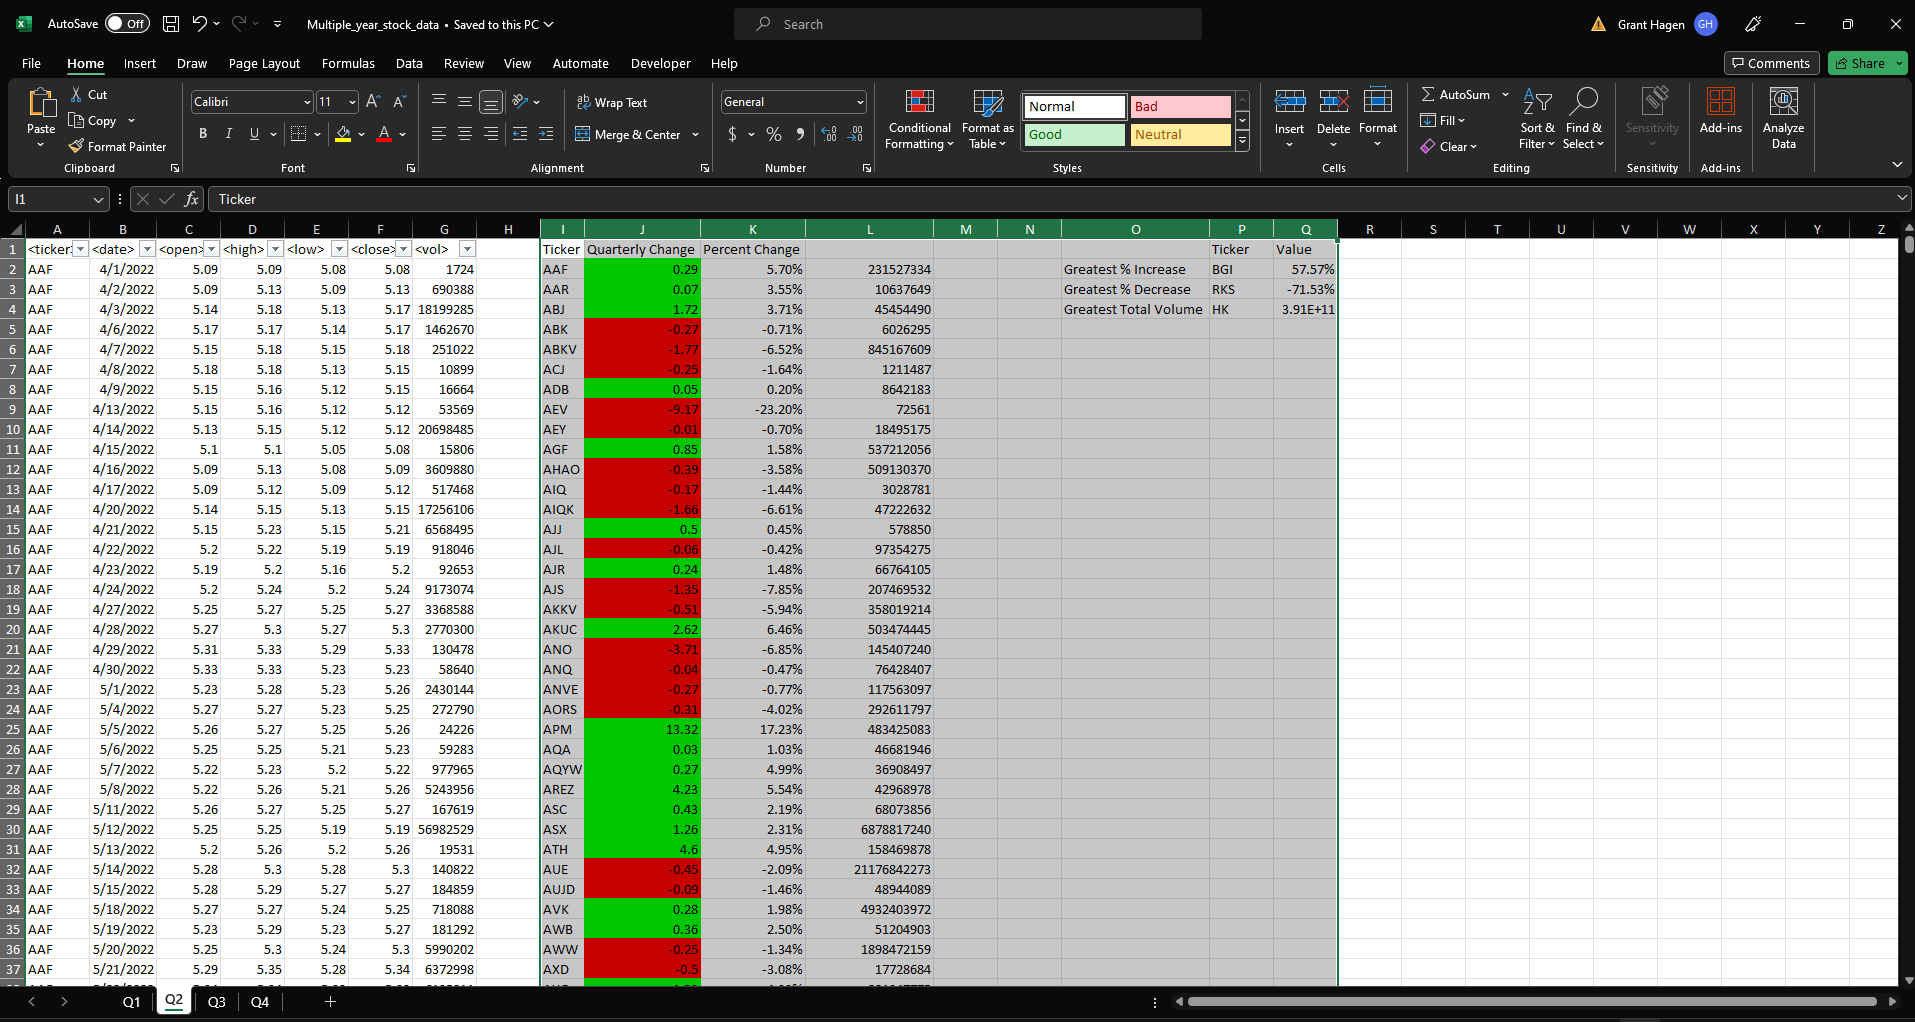 AutoSave Off Multiple_year_stock_data • Saved to this PC Search Grant Hagen GH
File Home Insert Draw Page Layout Formulas Data Review View Automate Developer Help Comments Share
Paste Cut Copy Format Painter Clipboard
Calibri 11 B I U Font
Wrap Text Merge & Center Alignment
General $ % Number
Conditional Formatting Format as Table Normal Bad Good Neutral Styles
Insert Delete Format Cells
AutoSum Fill Clear Sort & Filter Find & Select Editing
Sensitivity Sensitivity
Add-ins Add-ins
Analyze Data
I1 fx Ticker
A B C D E F G H I J K L M N O P Q R S T U V W X Y Z
1 <ticker> <date> <open> <high> <low> <close> <vol> Ticker Quarterly Change Percent Change Ticker Value
2 AAF 4/1/2022 5.09 5.09 5.08 5.08 1724 AAF 0.29 5.70% 231527334 Greatest % Increase BGI 57.57%
3 AAF 4/2/2022 5.09 5.13 5.09 5.13 690388 AAR 0.07 3.55% 10637649 Greatest % Decrease RKS -71.53%
4 AAF 4/3/2022 5.14 5.18 5.13 5.17 18199285 ABJ 1.72 3.71% 45454490 Greatest Total Volume HK 3.91E+11
5 AAF 4/6/2022 5.17 5.17 5.14 5.17 1462670 ABK -0.27 -0.71% 6026295
6 AAF 4/7/2022 5.15 5.18 5.15 5.18 251022 ABKV -1.77 -6.52% 845167609
7 AAF 4/8/2022 5.18 5.18 5.13 5.15 10899 ACJ -0.25 -1.64% 1211487
8 AAF 4/9/2022 5.15 5.16 5.12 5.15 16664 ADB 0.05 0.20% 8642183
9 AAF 4/13/2022 5.15 5.16 5.12 5.12 53569 AEV -9.17 -23.20% 72561
10 AAF 4/14/2022 5.13 5.15 5.12 5.12 20698485 AEY -0.01 -0.70% 18495175
11 AAF 4/15/2022 5.1 5.1 5.05 5.08 15806 AGF 0.85 1.58% 537212056
12 AAF 4/16/2022 5.09 5.13 5.08 5.09 3609880 AHAO -0.39 -3.58% 509130370
13 AAF 4/17/2022 5.09 5.12 5.09 5.12 517468 AIQ -0.17 -1.44% 3028781
14 AAF 4/20/2022 5.14 5.15 5.13 5.15 17256106 AIQK -1.66 -6.61% 47222632
15 AAF 4/21/2022 5.15 5.23 5.15 5.21 6568495 AJJ 0.5 0.45% 578850
16 AAF 4/22/2022 5.2 5.22 5.19 5.19 918046 AJL -0.06 -0.42% 97354275
17 AAF 4/23/2022 5.19 5.2 5.16 5.2 92653 AJR 0.24 1.48% 66764105
18 AAF 4/24/2022 5.2 5.24 5.2 5.24 9173074 AJS -1.35 -7.85% 207469532
19 AAF 4/27/2022 5.25 5.27 5.25 5.27 3368588 AKKV -0.51 -5.94% 358019214
20 AAF 4/28/2022 5.27 5.3 5.27 5.3 2770300 AKUC 2.62 6.46% 503474445
21 AAF 4/29/2022 5.31 5.33 5.29 5.33 130478 ANO -3.71 -6.85% 145407240
22 AAF 4/30/2022 5.33 5.33 5.23 5.23 58640 ANQ -0.04 -0.47% 76428407
23 AAF 5/1/2022 5.23 5.28 5.23 5.26 2430144 ANVE -0.27 -0.77% 117563097
24 AAF 5/4/2022 5.27 5.27 5.23 5.25 272790 AORS -0.31 -4.02% 292611797
25 AAF 5/5/2022 5.26 5.27 5.25 5.26 24226 APM 13.32 17.23% 483425083
26 AAF 5/6/2022 5.25 5.25 5.21 5.23 59283 AQA 0.03 1.03% 46681946
27 AAF 5/7/2022 5.22 5.23 5.2 5.22 977965 AQYW 0.27 4.99% 36908497
28 AAF 5/8/2022 5.22 5.26 5.21 5.26 5243956 AREZ 4.23 5.54% 42968978
29 AAF 5/11/2022 5.26 5.27 5.25 5.27 167619 ASC 0.43 2.19% 68073856
30 AAF 5/12/2022 5.25 5.25 5.19 5.19 56982529 ASX 1.26 2.31% 6878817240
31 AAF 5/13/2022 5.2 5.26 5.2 5.26 19531 ATH 4.6 4.95% 158469878
32 AAF 5/14/2022 5.28 5.3 5.28 5.3 140822 AUE -0.45 -2.09% 21176842273
33 AAF 5/15/2022 5.28 5.29 5.27 5.27 184859 AUJD -0.09 -1.46% 48944089
34 AAF 5/18/2022 5.27 5.27 5.24 5.25 718088 AVK 0.28 1.98% 4932403972
35 AAF 5/19/2022 5.23 5.29 5.23 5.27 181292 AWB 0.36 2.50% 51204903
36 AAF 5/20/2022 5.25 5.3 5.24 5.3 5990202 AWW -0.25 -1.34% 1898472159
37 AAF 5/21/2022 5.29 5.35 5.28 5.34 6372998 AXD -0.5 -3.08% 17728684
Q1 Q2 Q3 Q4 +